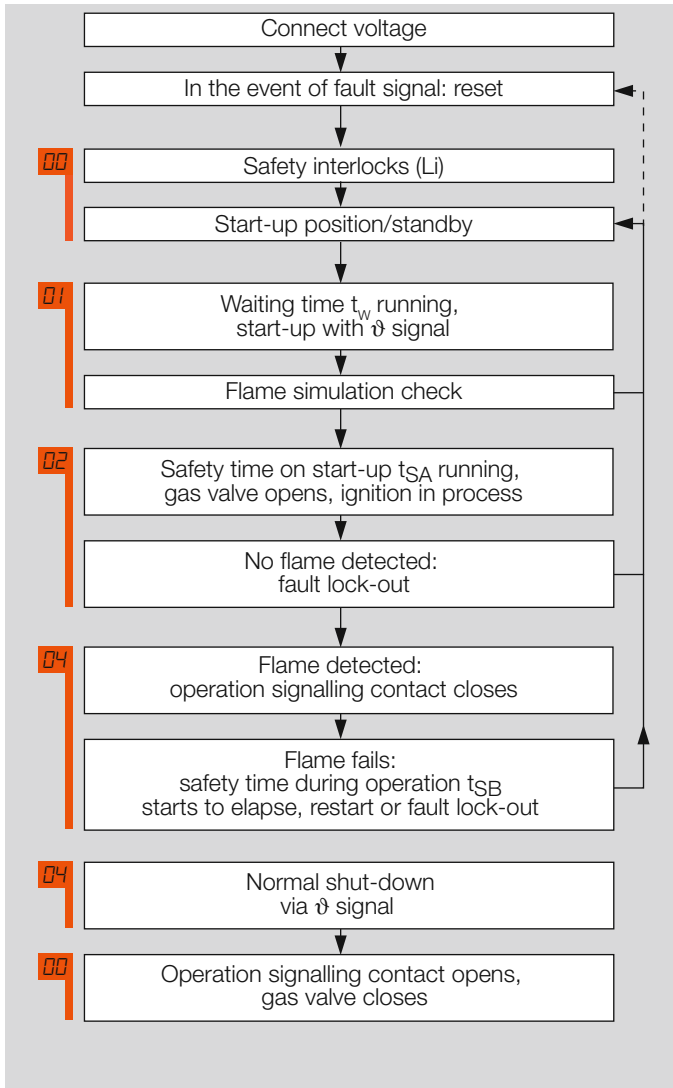 Connect voltage
In the event of fault signal: reset
00
Safety interlocks (Li)
Start-up position/standby
01
Waiting time tw running,
start-up with ϑ signal
Flame simulation check
02
Safety time on start-up tSA running,
gas valve opens, ignition in process
No flame detected:
fault lock-out
04
Flame detected:
operation signalling contact closes
Flame fails:
safety time during operation tSB
starts to elapse, restart or fault lock-out
04
Normal shut-down
via ϑ signal
00
Operation signalling contact opens,
gas valve closes